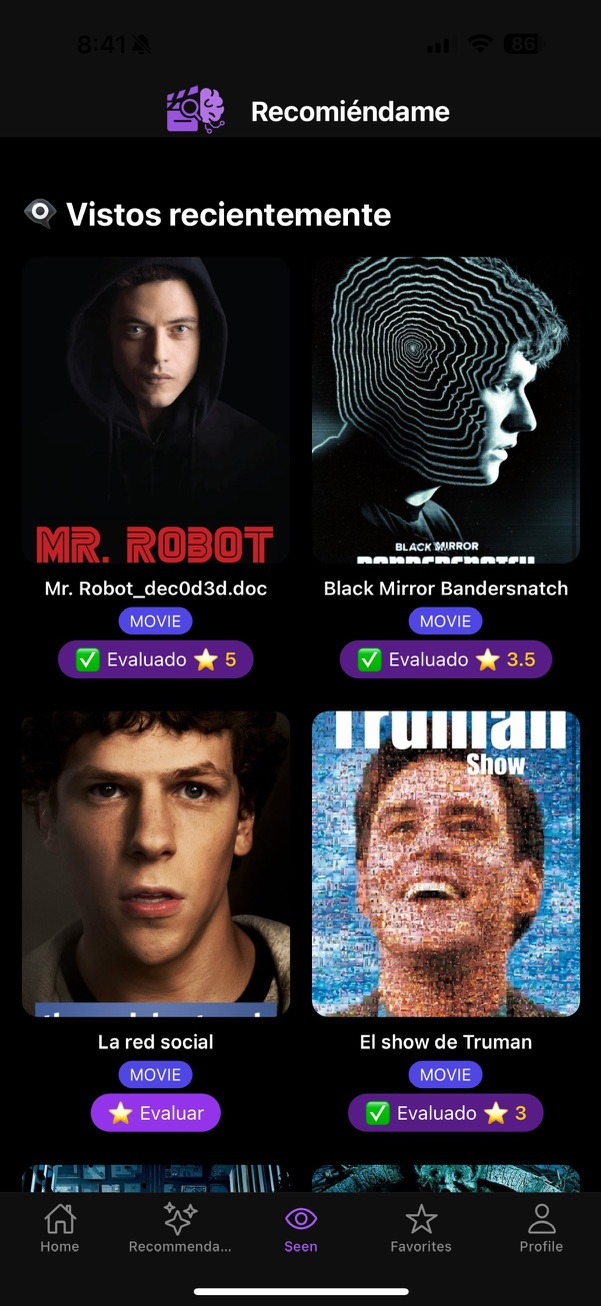 8:41
86
Recomiéndame
Vistos recientemente
MR. ROBOT
BLACK MIRROR
BANDERSNATCH
Mr. Robot_dec0d3d.doc
Black Mirror Bandersnatch
MOVIE
MOVIE
✅ Evaluado ⭐ 5
✅ Evaluado ⭐ 3.5
Truman
Show
La red social
El show de Truman
MOVIE
MOVIE
⭐ Evaluar
✅ Evaluado ⭐ 3
Home
Recommenda...
Seen
Favorites
Profile